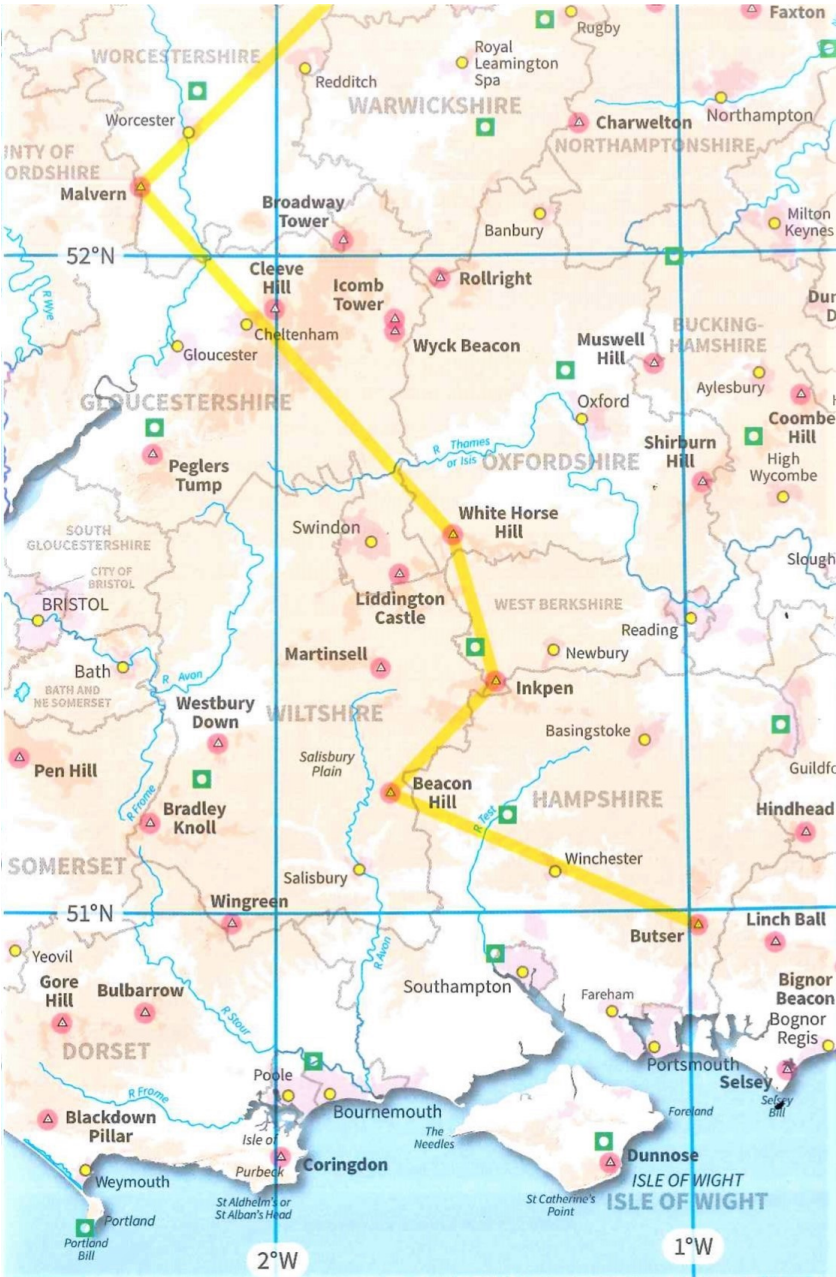 Faxton
Rugby
WORCESTERSHIRE
Royal
Leamington
Spa
Redditch
WARWICKSHIRE
Northampton
Worcester
Charwelton
NORTHAMPTONSHIRE
UNTY OF
ORDSHIRE
Malvern
Broadway
Tower
Banbury
Milton
Keynes
52°N
Cleeve
Hill
Icomb
Tower
Rollright
R Wye
Dun
D
Cheltenham
Gloucester
Wyck Beacon
Muswell
Hill
BUCKING-
HAMSHIRE
Aylesbury
GLOUCESTERSHIRE
Oxford
Coombe
Hill
H
R Thames
or Isis
OXFORDSHIRE
Shirburn
Hill
High
Wycombe
Peglers
Tump
White Horse
Hill
Swindon
SOUTH
GLOUCESTERSHIRE
Slough
CITY OF
BRISTOL
BRISTOL
Liddington
Castle
WEST BERKSHIRE
Reading
Newbury
Martinsell
Bath
R Avon
BATH AND
NE SOMERSET
Inkpen
Westbury
Down
WILTSHIRE
Basingstoke
Salisbury
Plain
Pen Hill
Guildfo
Beacon
Hill
HAMPSHIRE
R Frome
Bradley
Knoll
R Test
Hindhead
SOMERSET
Winchester
Salisbury
Wingreen
51°N
Butser
Linch Ball
Yeovil
R Avon
Gore
Hill
Bulbarrow
Southampton
Bignor
Beacon
Fareham
R Stour
Bognor
Regis
DORSET
Portsmouth
Poole
Selsey
R Frome
Selsey
Bill
Bournemouth
Foreland
Blackdown
Pillar
The
Needles
Isle of
Purbeck
Coringdon
Dunnose
Weymouth
ISLE OF WIGHT
St Aldhelm's or
St Alban's Head
St Catherine's
Point
ISLE OF WIGHT
Portland
Portland
Bill
2°W
1°W